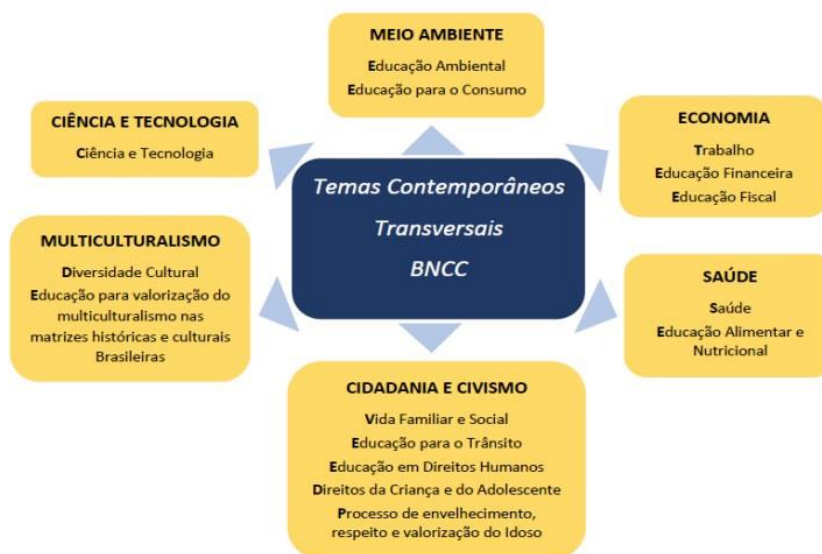 MEIO AMBIENTE
Educação Ambiental
Educação para o Consumo
CIÊNCIA E TECNOLOGIA
Ciência e Tecnologia
ECONOMIA
Trabalho
Educação Financeira
Educação Fiscal
Temas Contemporâneos
Transversais
BNCC
MULTICULTURALISMO
Diversidade Cultural
Educação para valorização do
multiculturalismo nas
matrizes históricas e culturais
Brasileiras
SAÚDE
Saúde
Educação Alimentar e
Nutricional
CIDADANIA E CIVISMO
Vida Familiar e Social
Educação para o Trânsito
Educação em Direitos Humanos
Direitos da Criança e do Adolescente
Processo de envelhecimento,
respeito e valorização do Idoso